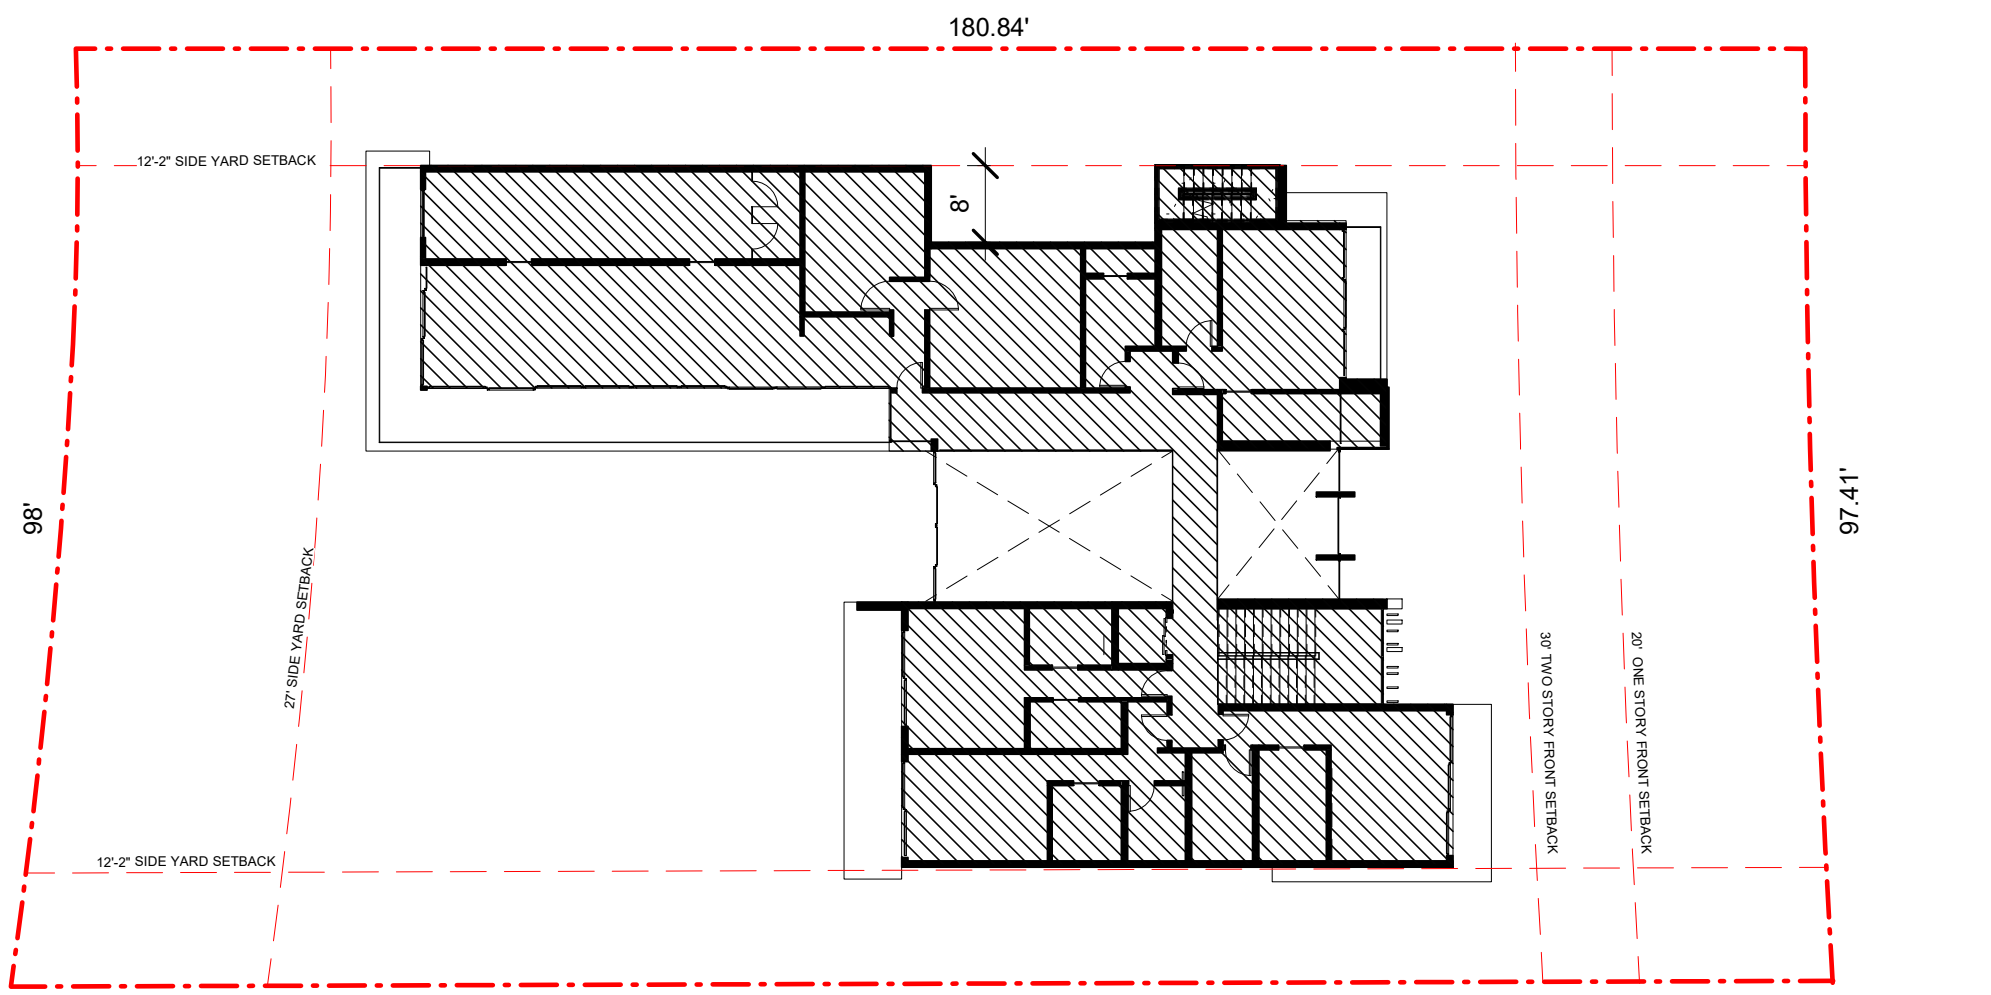 180.84'
12'-2" SIDE YARD SETBACK
8'
98'
97.41'
27' SIDE YARD SETBACK
30' TWO STORY FRONT SETBACK
20' ONE STORY FRONT SETBACK
12'-2" SIDE YARD SETBACK